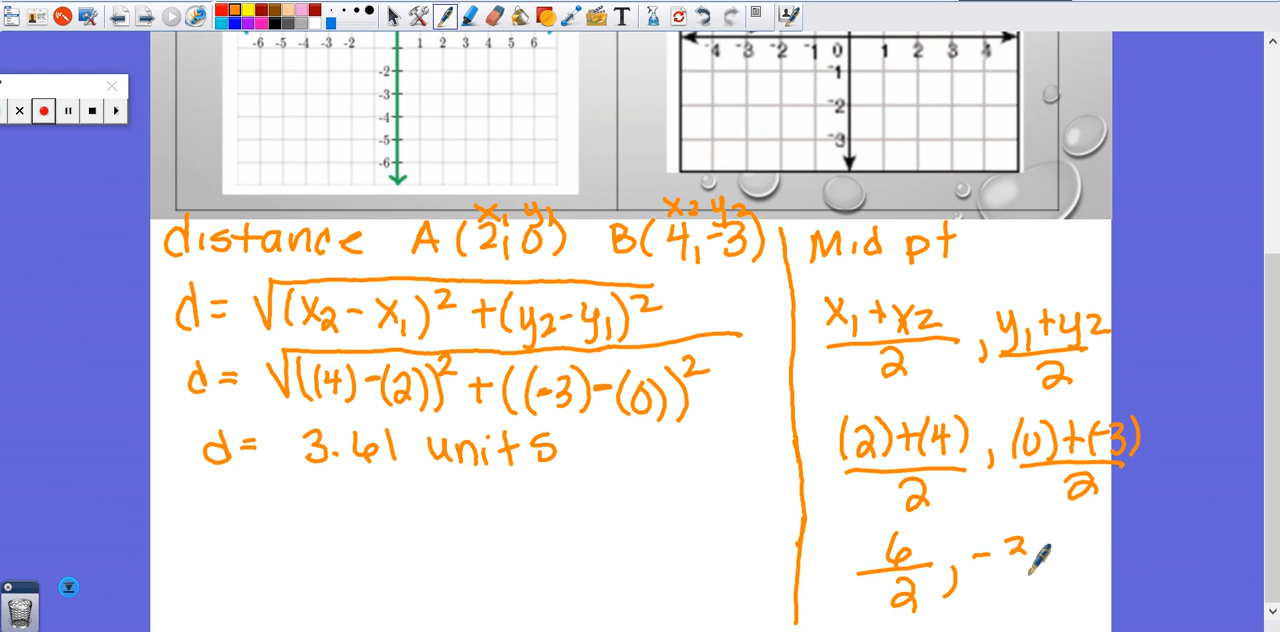 -6 -5 -4 -3 -2 1 2 3 4 5 6
-2
-3
-4
-5
-6
-4 -3 -2 -1 0 1 2 3 4
-1
-2
-3
x₁ y₁ x₂ y₂
distance A (2, 0) B(4, -3)
d = √(x₂ - x₁)² + (y₂ - y₁)²
d = √((4) - (2))² + ((-3) - (0))²
d = 3.61 units
Mid pt
x₁ + x₂ / 2 , y₁ + y₂ / 2
(2)+(4) / 2 , (0)+(-3) / 2
6 / 2 , -